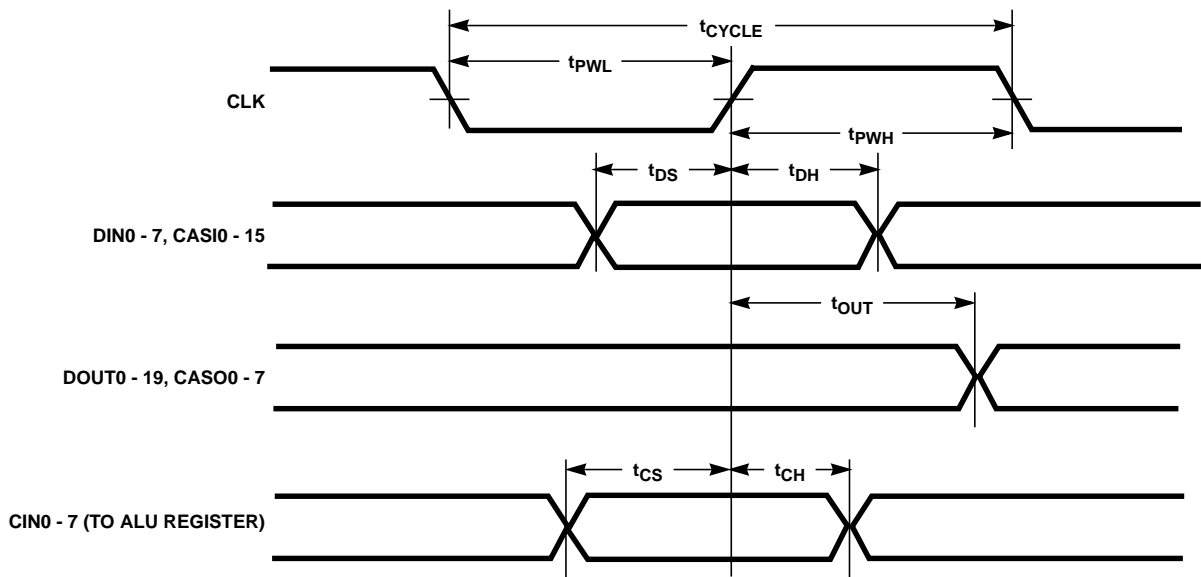 tCYCLE
tPWL
CLK
tPWH
tDS
tDH
DIN0 - 7, CASI0 - 15
tOUT
DOUT0 - 19, CASO0 - 7
tCS
tCH
CIN0 - 7 (TO ALU REGISTER)